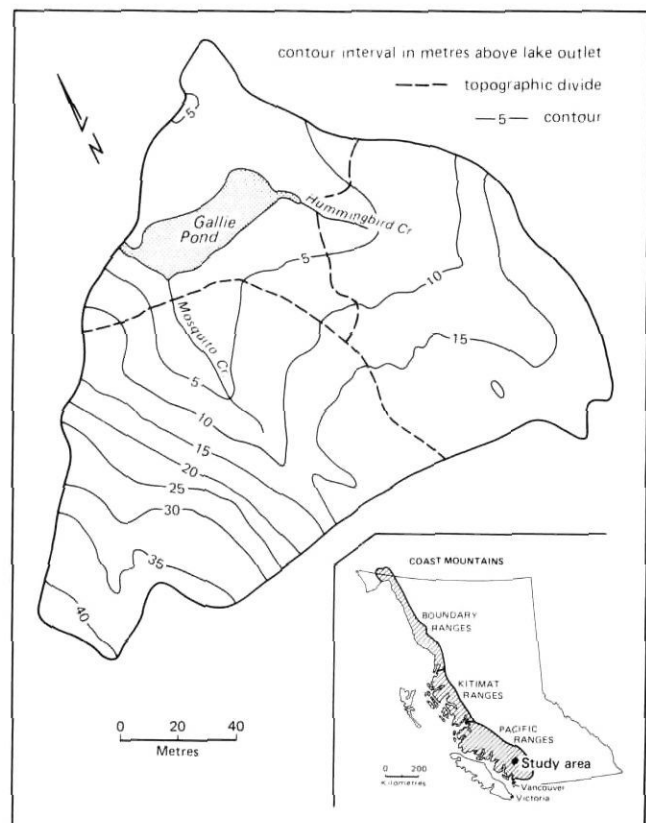 contour interval in metres above lake outlet
topographic divide
5 contour
N
5
Gallie
Pond
Hummingbird Cr
5
10
15
Mosquito Cr
5
10
15
20
25
30
35
40
0 20 40
Metres
COAST MOUNTAINS
BOUNDARY
RANGES
KITIMAT
RANGES
PACIFIC
RANGES
Study area
0 200
Kilometres
Vancouver
Victoria